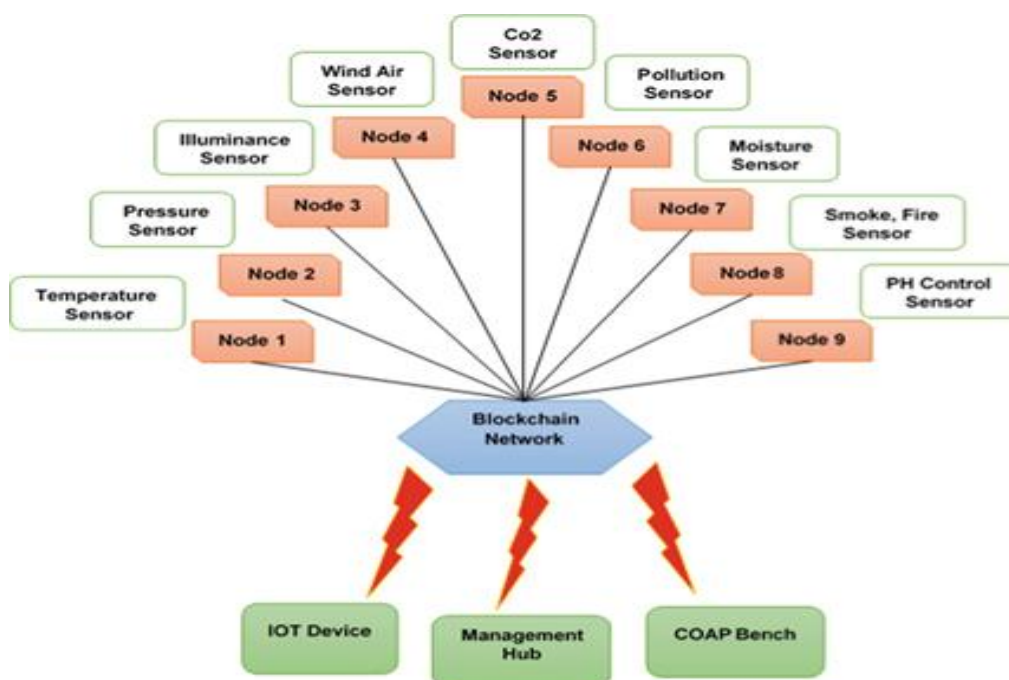 Co2
Sensor
Node 5
Wind Air
Sensor
Node 4
Pollution
Sensor
Node 6
Illuminance
Sensor
Node 3
Moisture
Sensor
Node 7
Pressure
Sensor
Node 2
Smoke, Fire
Sensor
Node 8
Temperature
Sensor
Node 1
PH Control
Sensor
Node 9
Blockchain
Network
IOT Device
Management
Hub
COAP Bench